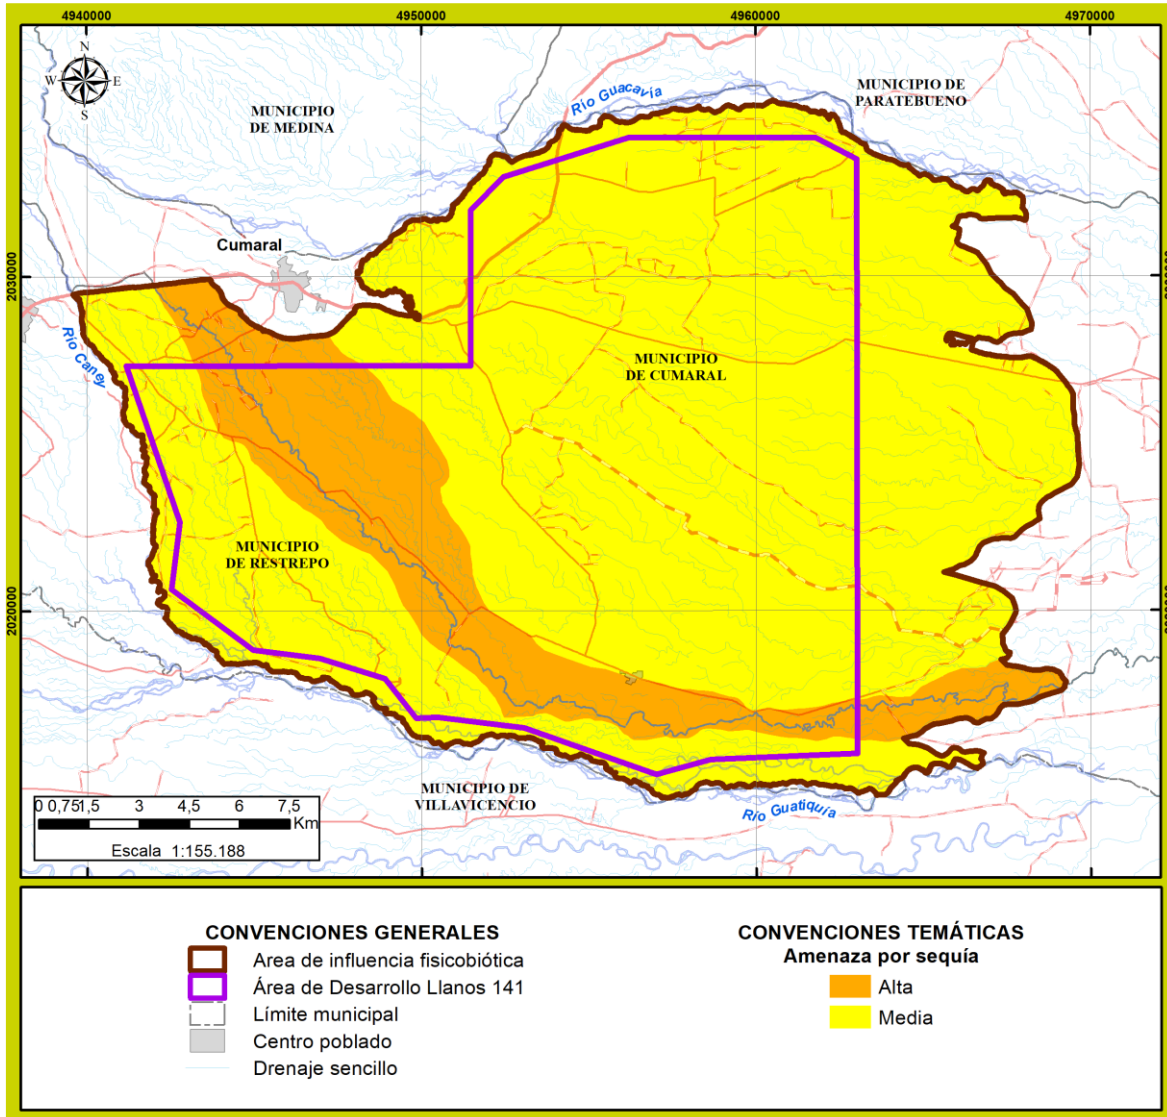 4940000
4950000
4960000
4970000
N
W
E
S
MUNICIPIO
DE MEDINA
Río Guacavía
MUNICIPIO DE
PARATEBUENO
Cumaral
2030000
Río Caney
MUNICIPIO
DE CUMARAL
MUNICIPIO
DE RESTREPO
2020000
MUNICIPIO DE
VILLAVICENCIO
Río Guatiquía
0 0,751,5 3 4,5 6 7,5
Km
Escala 1:155.188
CONVENCIONES GENERALES
Area de influencia fisicobiótica
Área de Desarrollo Llanos 141
Límite municipal
Centro poblado
Drenaje sencillo
CONVENCIONES TEMÁTICAS
Amenaza por sequía
Alta
Media